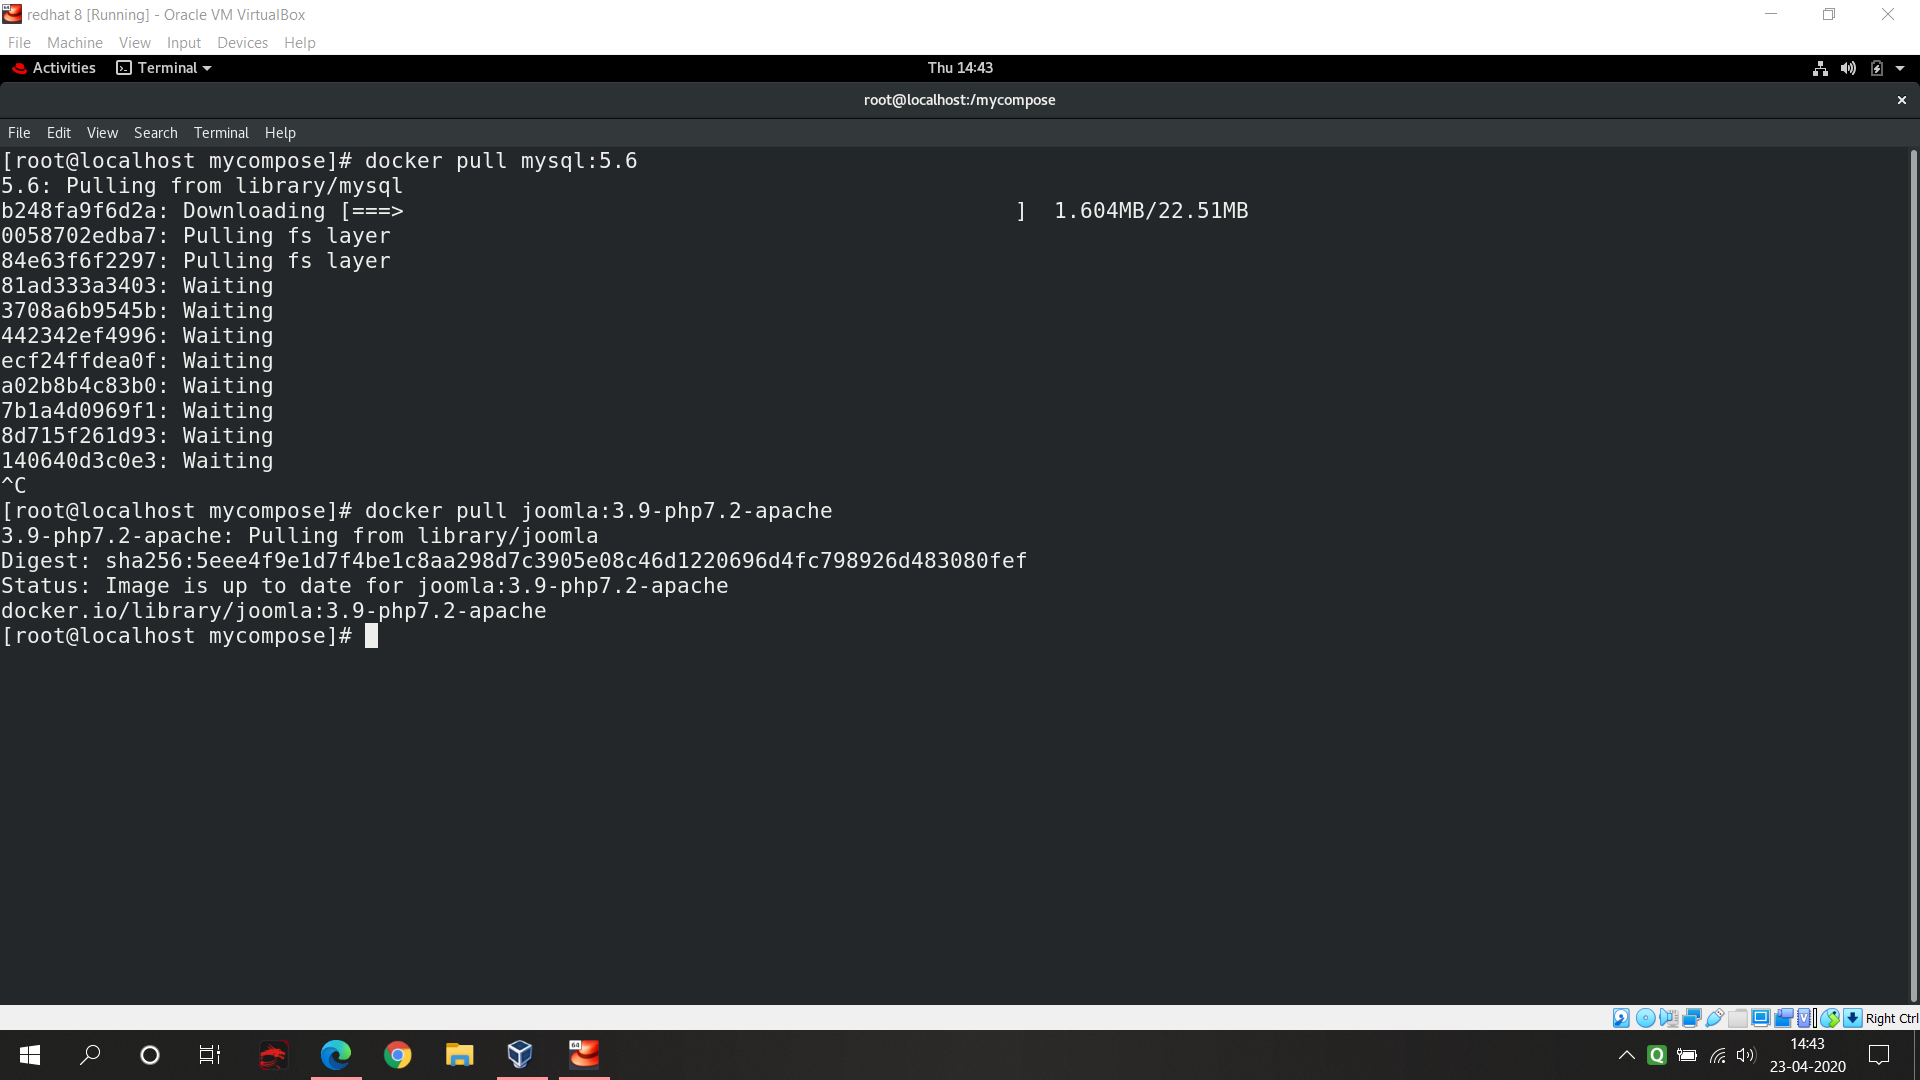 redhat 8 [Running] - Oracle VM VirtualBox
File Machine View Input Devices Help
Activities Terminal Thu 14:43
root@localhost:/mycompose
File Edit View Search Terminal Help
[root@localhost mycompose]# docker pull mysql:5.6
5.6: Pulling from library/mysql
b248fa9f6d2a: Downloading [===> ] 1.604MB/22.51MB
0058702edba7: Pulling fs layer
84e63f6f2297: Pulling fs layer
81ad333a3403: Waiting
3708a6b9545b: Waiting
442342ef4996: Waiting
ecf24ffdea0f: Waiting
a02b8b4c83b0: Waiting
7b1a4d0969f1: Waiting
8d715f261d93: Waiting
140640d3c0e3: Waiting
^C
[root@localhost mycompose]# docker pull joomla:3.9-php7.2-apache
3.9-php7.2-apache: Pulling from library/joomla
Digest: sha256:5eee4f9e1d7f4be1c8aa298d7c3905e08c46d1220696d4fc798926d483080fef
Status: Image is up to date for joomla:3.9-php7.2-apache
docker.io/library/joomla:3.9-php7.2-apache
[root@localhost mycompose]#
Right Ctrl
14:43
23-04-2020